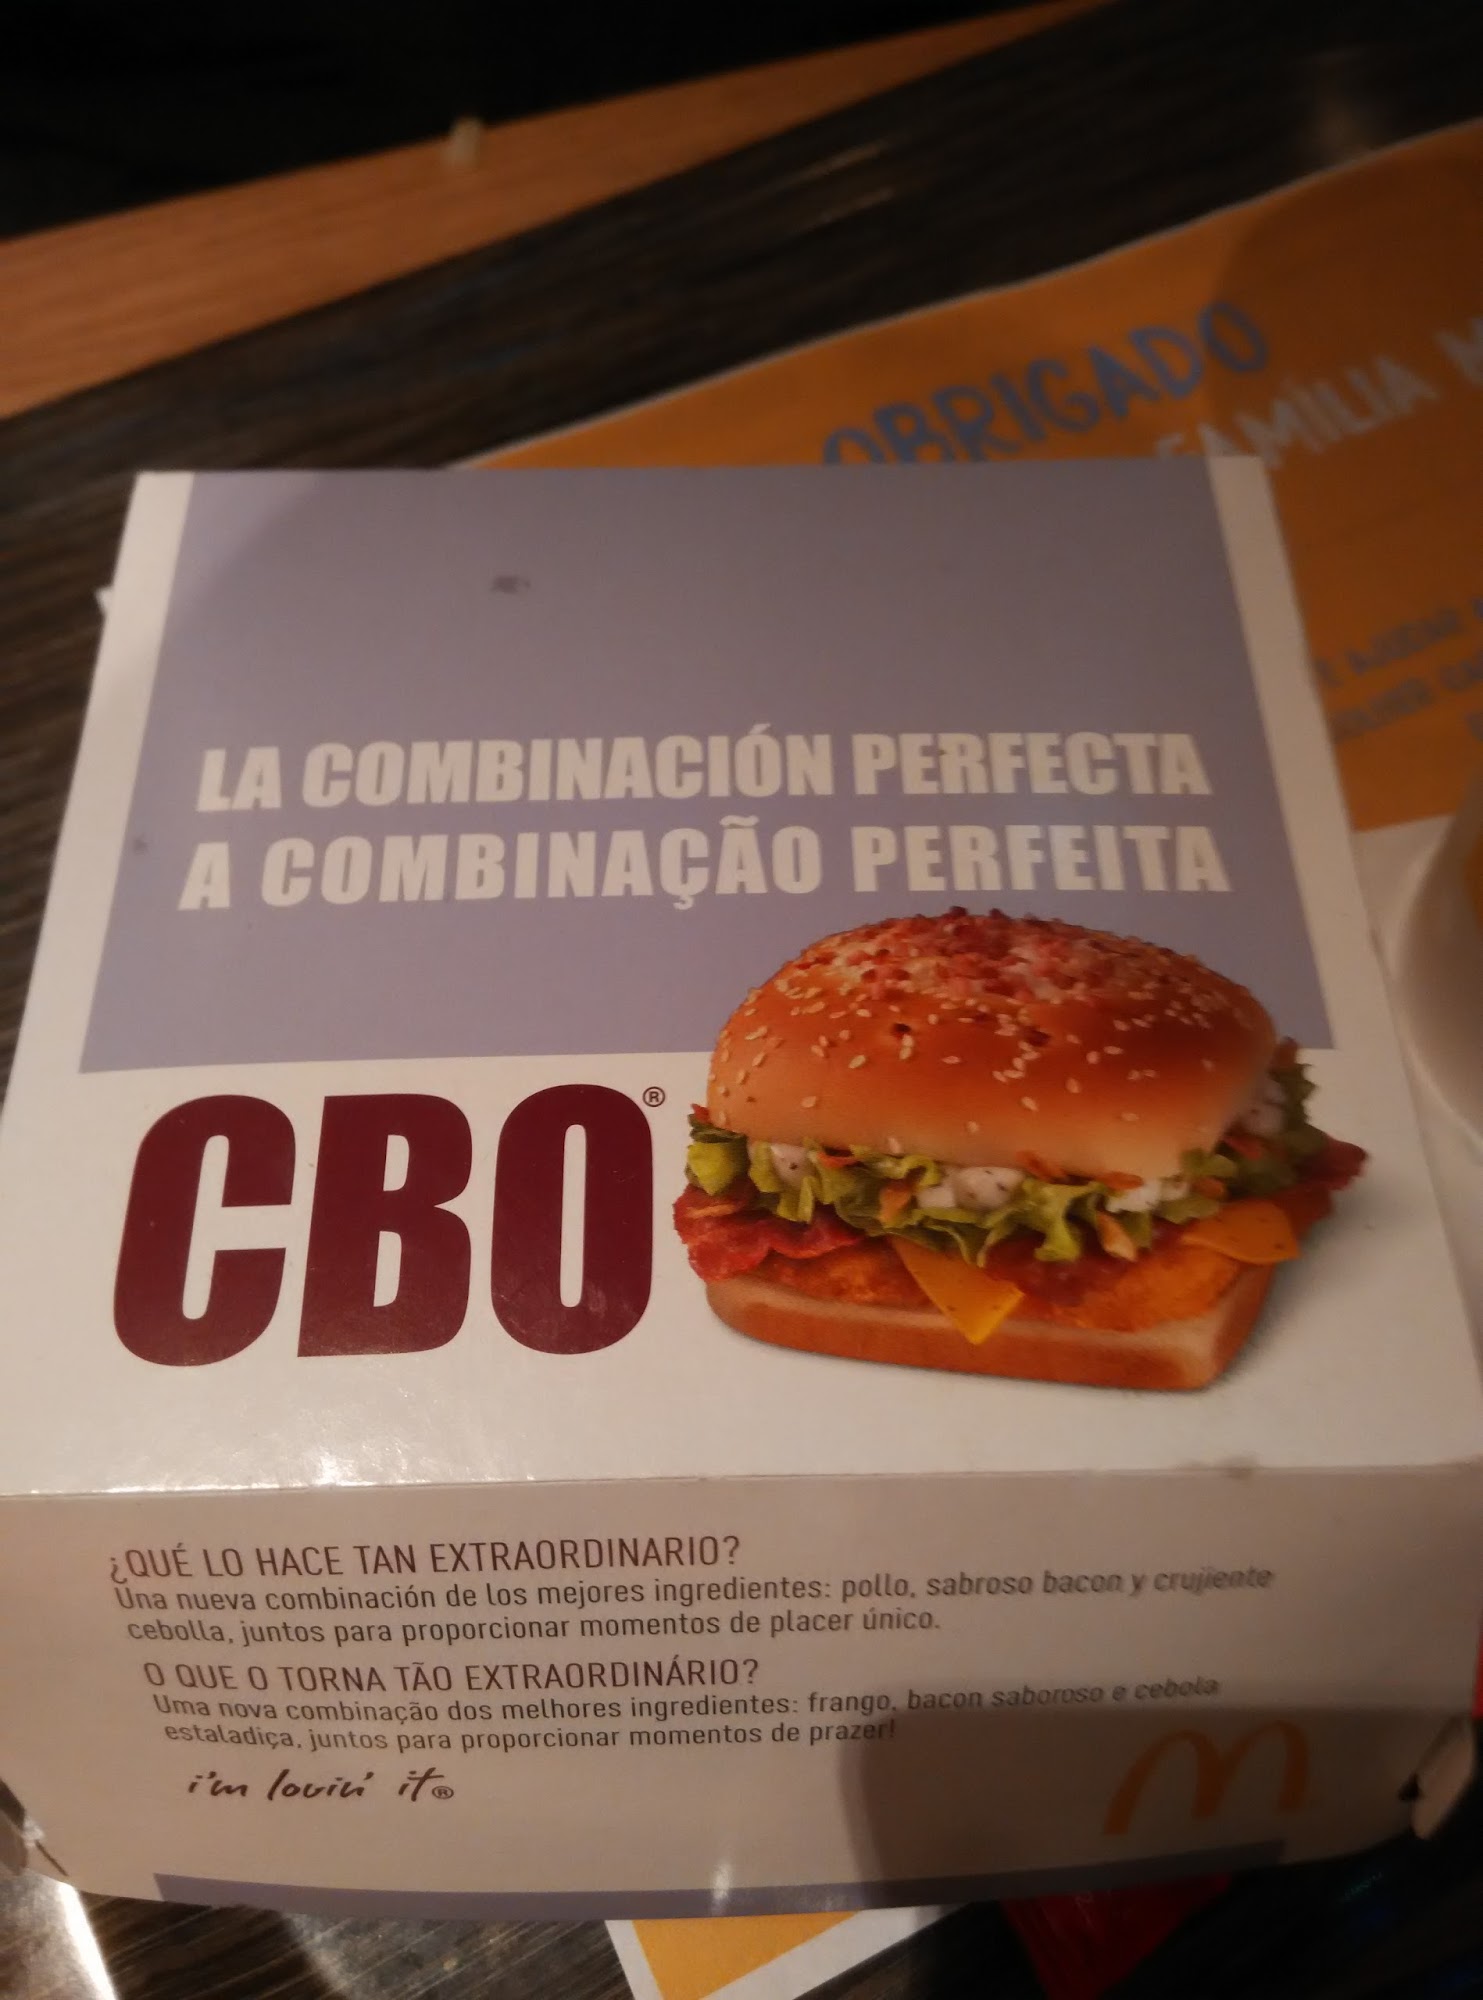 OBRIGADO
FAMÍLIA
LA COMBINACIÓN PERFECTA
A COMBINAÇÃO PERFEITA
CBO®
¿QUÉ LO HACE TAN EXTRAORDINARIO?
Una nueva combinación de los mejores ingredientes: pollo, sabroso bacon y crujiente
cebolla, juntos para proporcionar momentos de placer único.
O QUE O TORNA TÃO EXTRAORDINÁRIO?
Uma nova combinação dos melhores ingredientes: frango, bacon saboroso e cebola
estaladiça, juntos para proporcionar momentos de prazer!
i'm lovin' it®